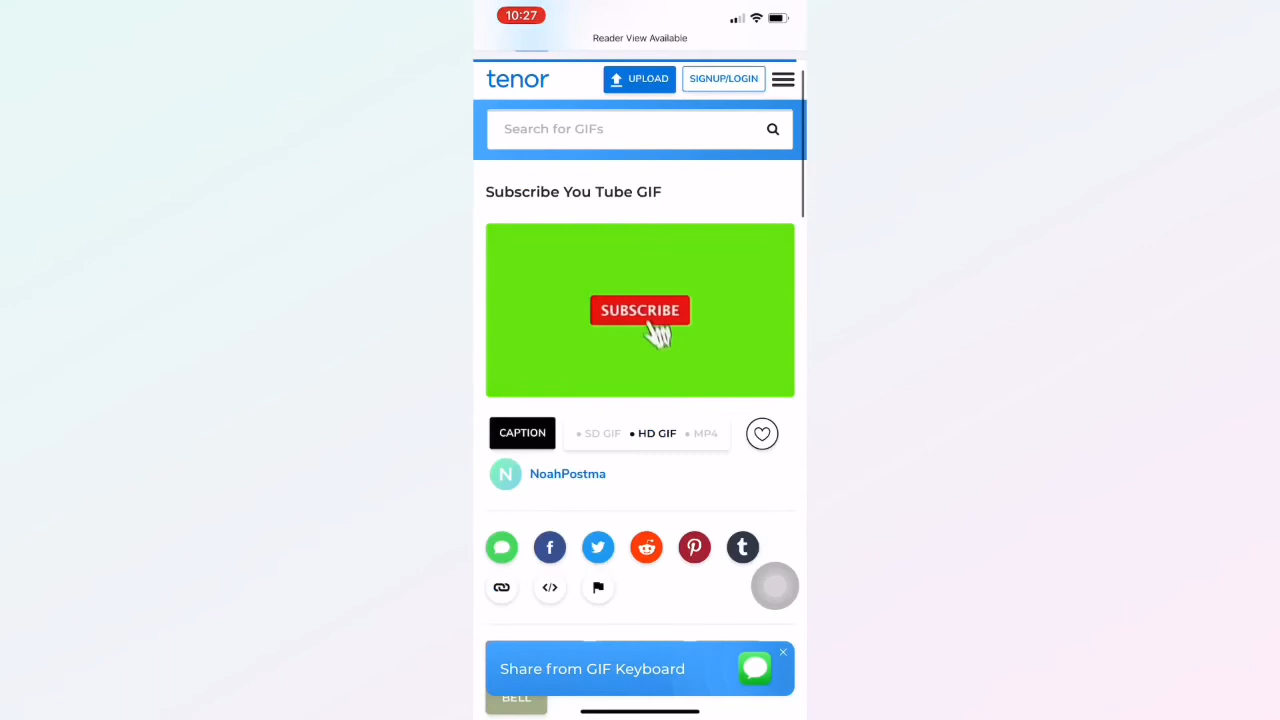 10:27
Reader View Available
tenor
UPLOAD
SIGNUP/LOGIN
Search for GIFs
Subscribe You Tube GIF
SUBSCRIBE
CAPTION
• SD GIF • HD GIF • MP4
N
NoahPostma
Share from GIF Keyboard
BELL